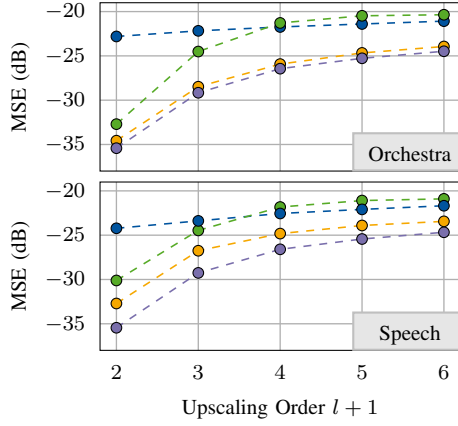 −20
−25
−30
−35
MSE (dB)
Orchestra
−20
−25
−30
−35
MSE (dB)
Speech
2 3 4 5 6
Upscaling Order l + 1